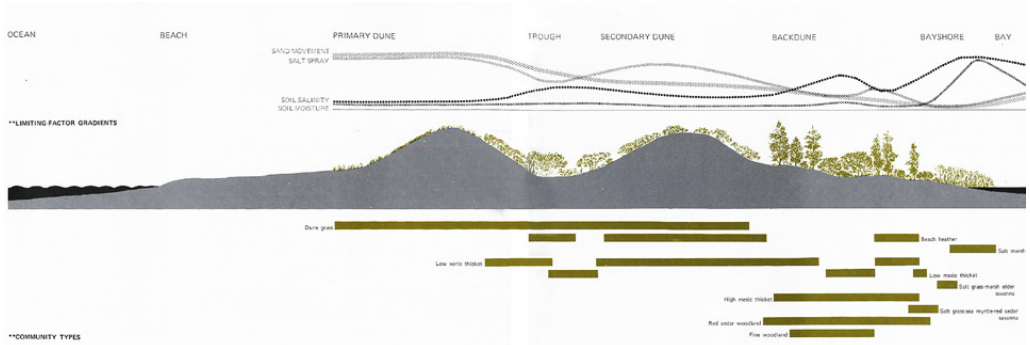 OCEAN
BEACH
PRIMARY DUNE
TROUGH
SECONDARY DUNE
BACKDUNE
BAYSHORE
BAY
SAND MOVEMENT
SALT SPRAY
SOIL SALINITY
SOIL MOISTURE
**LIMITING-FACTOR GRADIENTS
Dune grass
Beach heather
Salt marsh
Low xeric thicket
Low mesic thicket
Salt grass-marsh elder
savanna
High mesic thicket
Salt grass-sea myrtle-red cedar
savanna
Red cedar woodland
Pine woodland
**COMMUNITY TYPES